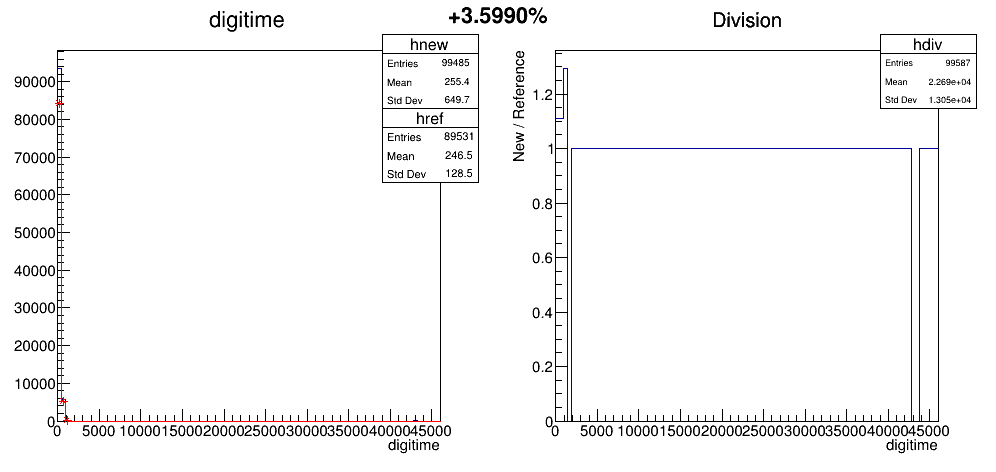 +3.5990%
digitime
hnew
Entries 99485
Mean 255.4
Std Dev 649.7
href
Entries 89531
Mean 246.5
Std Dev 128.5
90000
80000
70000
60000
50000
40000
30000
20000
10000
0
0 5000 10000 15000 20000 25000 30000 35000 40000 45000
digitime
Division
hdiv
Entries 99587
Mean 2.269e+04
Std Dev 1.305e+04
New / Reference
1.2
1
0.8
0.6
0.4
0.2
0
0 5000 10000 15000 20000 25000 30000 35000 40000 45000
digitime